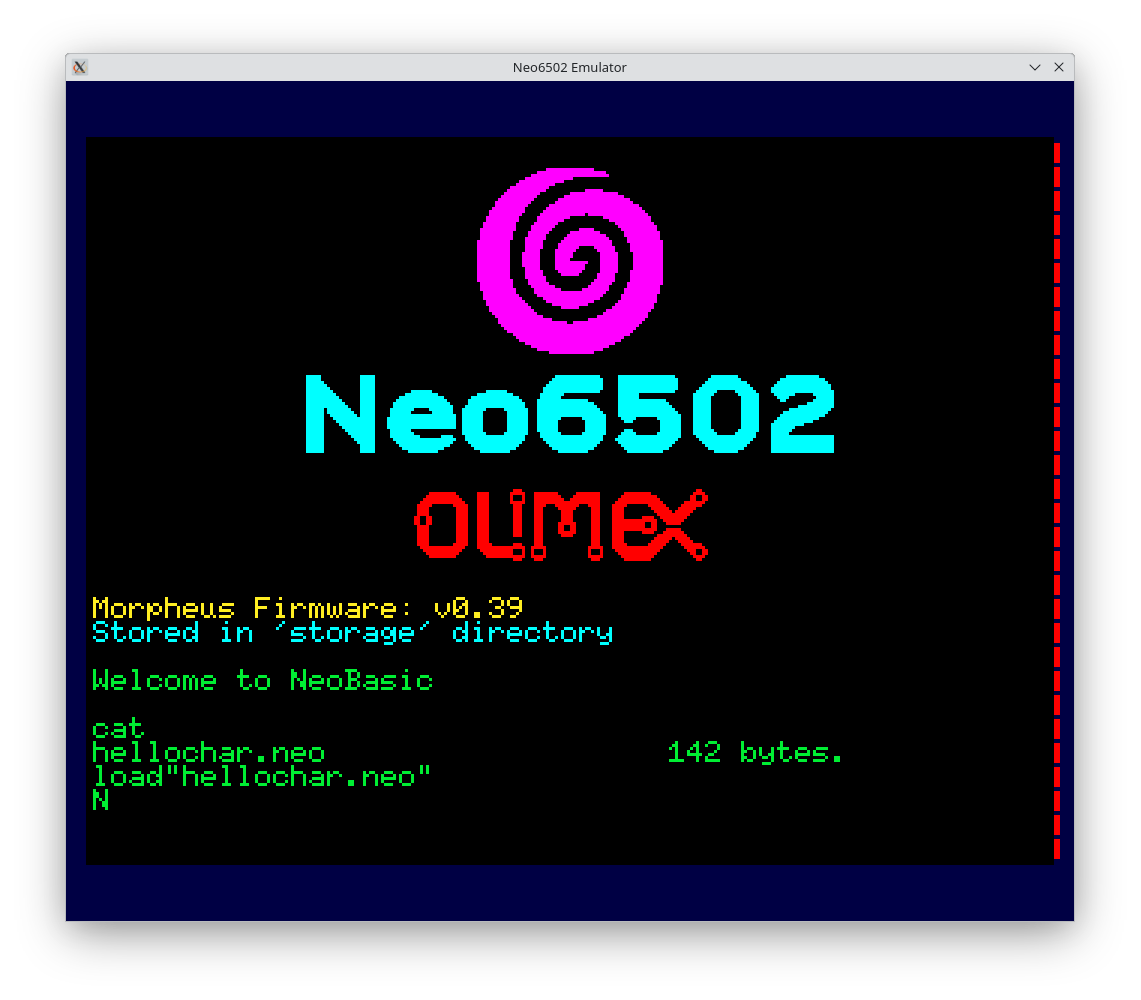 Neo6502 Emulator
Neo6502
OLIMEX
Morpheus Firmware: v0.39
Stored in ´storage´ directory
Welcome to NeoBasic
cat
hellochar.neo 142 bytes.
load"hellochar.neo"
N